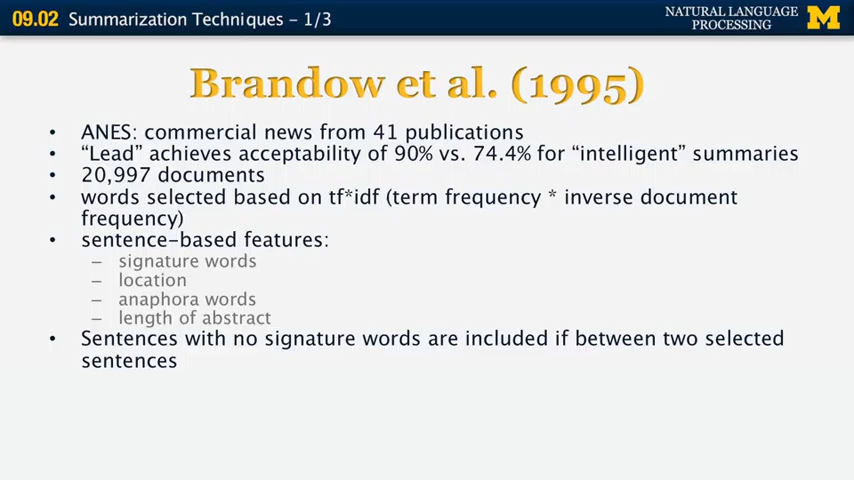 09.02 Summarization Techniques - 1/3
NATURAL LANGUAGE
PROCESSING
M
Brandow et al. (1995)
• ANES: commercial news from 41 publications
• “Lead” achieves acceptability of 90% vs. 74.4% for “intelligent” summaries
• 20,997 documents
• words selected based on tf*idf (term frequency * inverse document
frequency)
• sentence-based features:
– signature words
– location
– anaphora words
– length of abstract
• Sentences with no signature words are included if between two selected
sentences